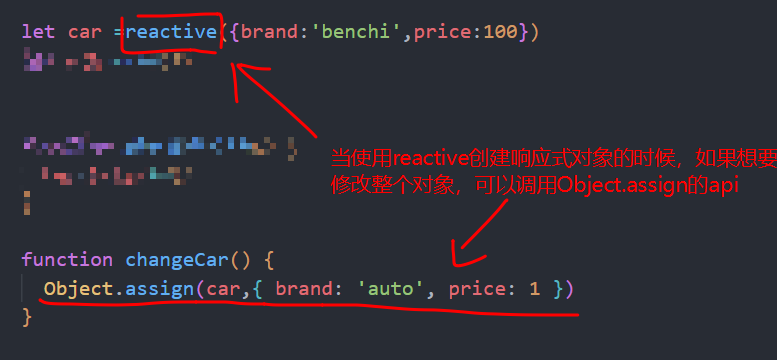 let car =reactive({brand:'benchi',price:100})
当使用reactive创建响应式对象的时候，如果想要
修改整个对象，可以调用Object.assign的api
function changeCar() {
Object.assign(car,{ brand: 'auto', price: 1 })
}